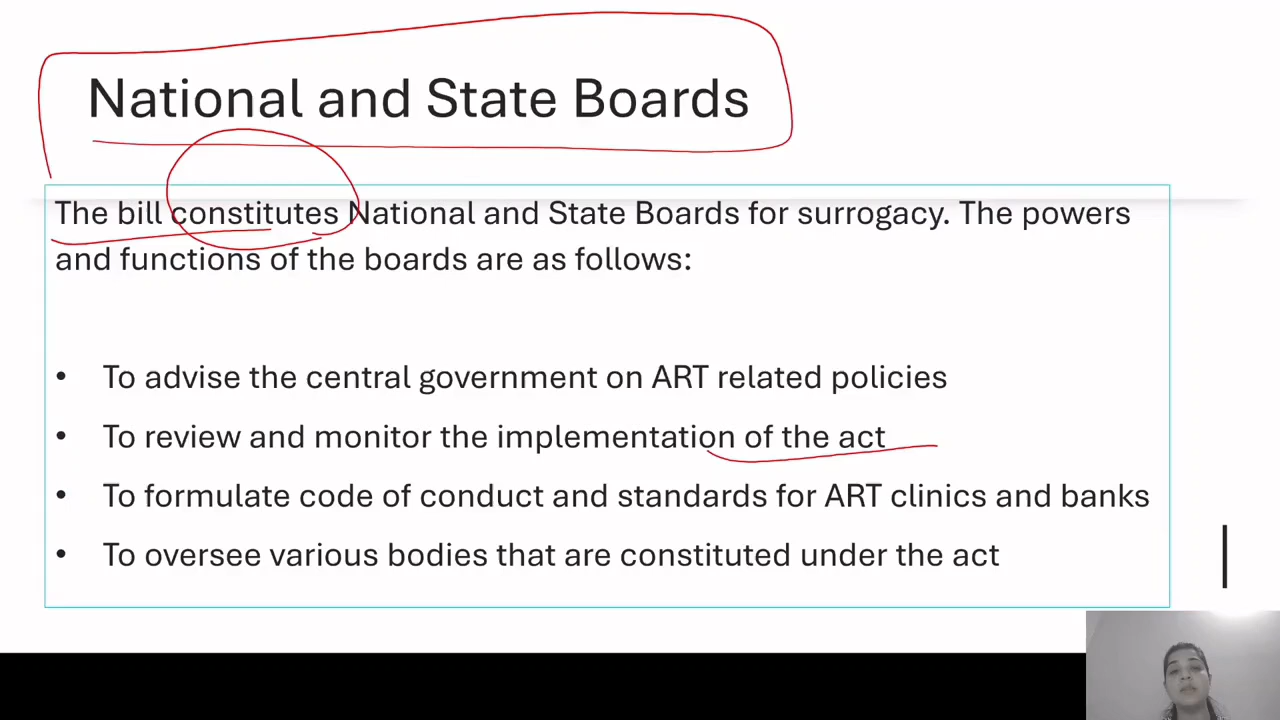 National and State Boards
The bill constitutes National and State Boards for surrogacy. The powers
and functions of the boards are as follows:
• To advise the central government on ART related policies
• To review and monitor the implementation of the act
• To formulate code of conduct and standards for ART clinics and banks
• To oversee various bodies that are constituted under the act